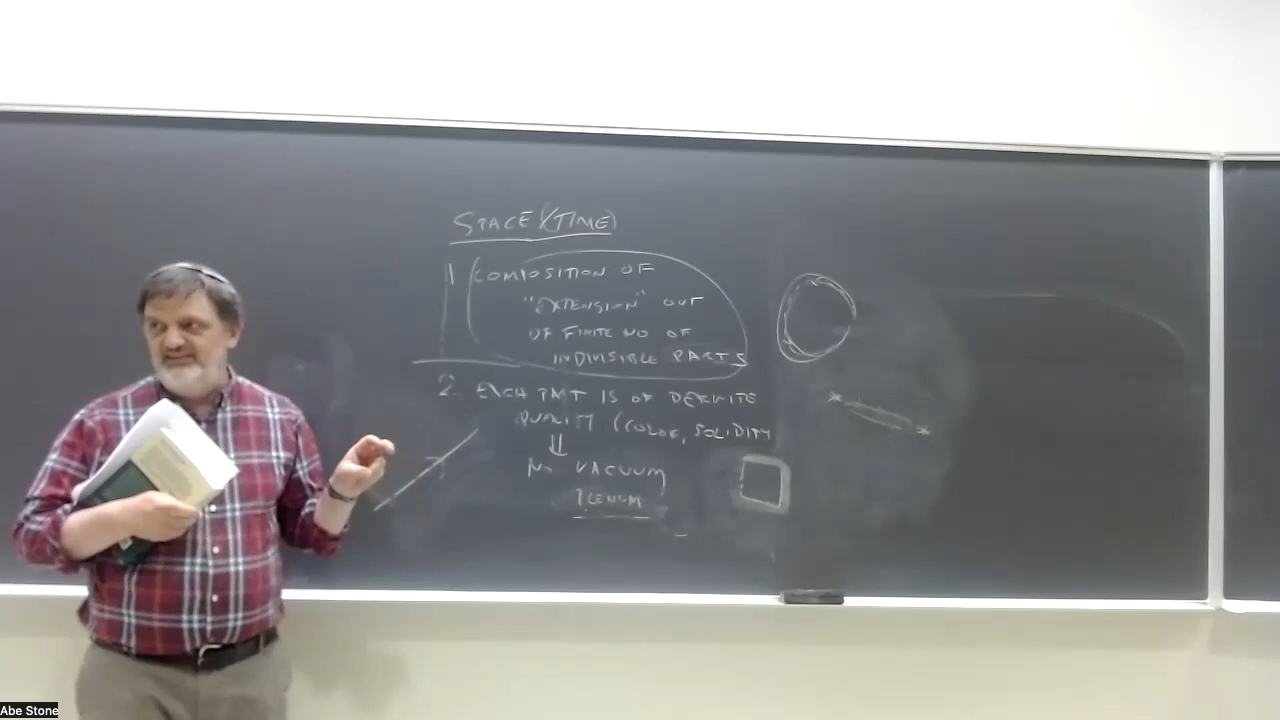 SPACE (TIME)
1 COMPOSITION OF
"EXTENSION" OUT
OF FINITE NO OF
INDIVISIBLE PARTS
2. EACH PART IS OF DEFINITE
QUALITY (COLOR, SOLIDITY
⇓
NO VACUUM
PLENUM
Abe Stone